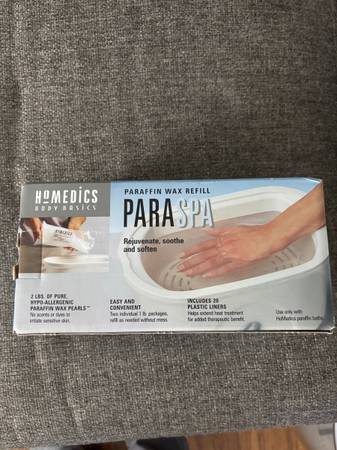 HoMEDICS
BODY BASICS
PARAFFIN WAX REFILL
PARASPA
Rejuvenate, soothe
and soften
2 LBS. OF PURE,
HYPO-ALLERGENIC
PARAFFIN WAX PEARLS™
No scents or dyes to
irritate sensitive skin.
EASY AND
CONVENIENT
Two individual 1 lb. packages,
refill as needed without mess.
INCLUDES 20
PLASTIC LINERS
Helps extend heat treatment
for added therapeutic benefit.
Use only with
HoMedics paraffin baths.